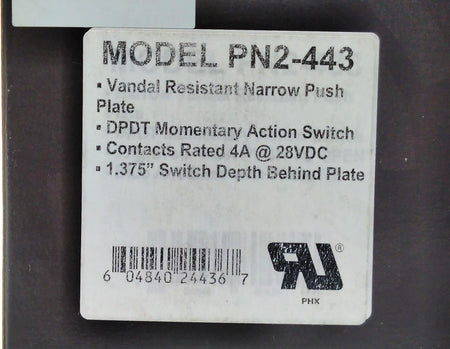 MODEL PN2-443
▪ Vandal Resistant Narrow Push
Plate
▪ DPDT Momentary Action Switch
▪ Contacts Rated 4A @ 28VDC
▪ 1.375” Switch Depth Behind Plate
6 04840 24436 7
RU®
PHX